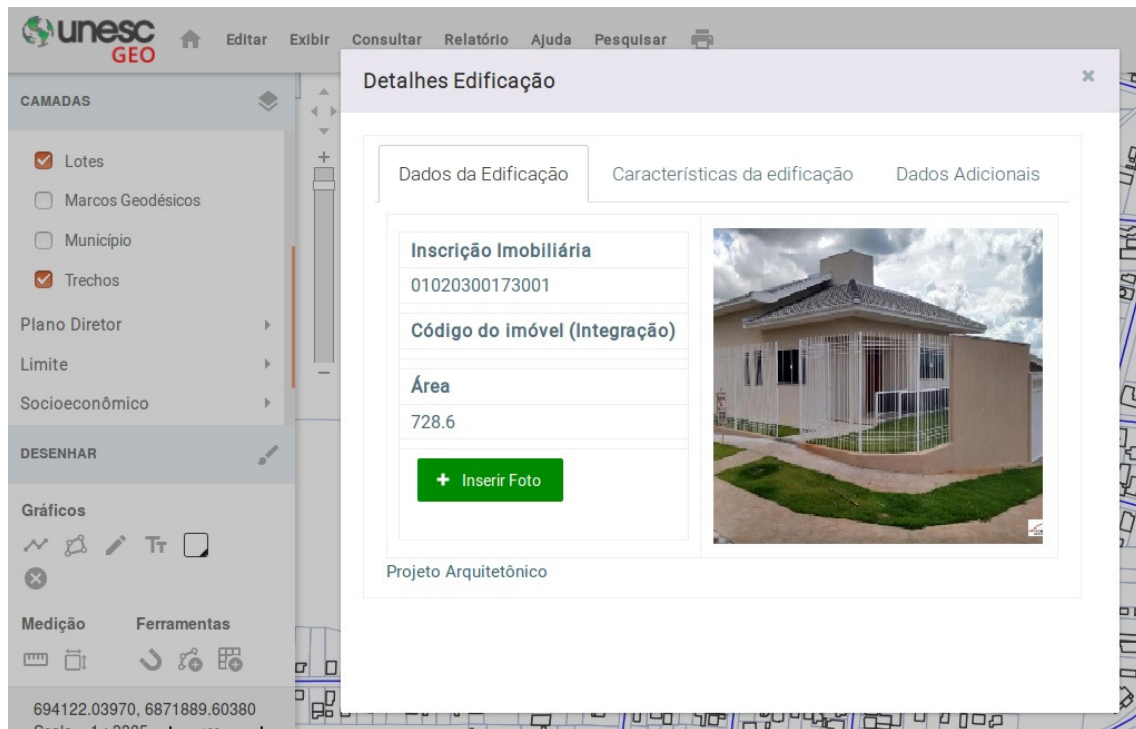 unesc
GEO
Editar Exibir Consultar Relatório Ajuda Pesquisar
CAMADAS
Lotes
Marcos Geodésicos
Município
Trechos
Plano Diretor
Limite
Socioeconômico
DESENHAR
Gráficos
Tт
Medição Ferramentas
694122.03970, 6871889.60380
Detalhes Edificação
Dados da Edificação Características da edificação Dados Adicionais
Inscrição Imobiliária
01020300173001
Código do imóvel (Integração)
Área
728.6
Inserir Foto
Projeto Arquitetônico